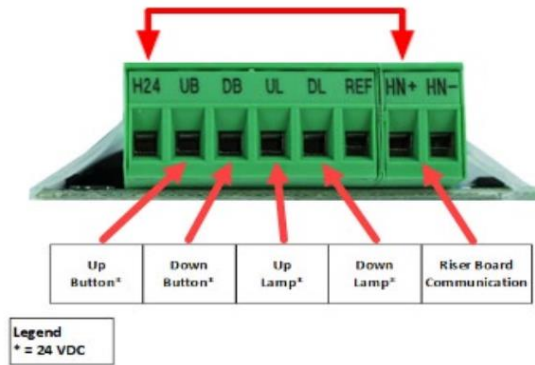 H24 UB DB UL DL REF HN+ HN-
Up
Button*
Down
Button*
Up
Lamp*
Down
Lamp*
Riser Board
Communication
Legend
* = 24 VDC